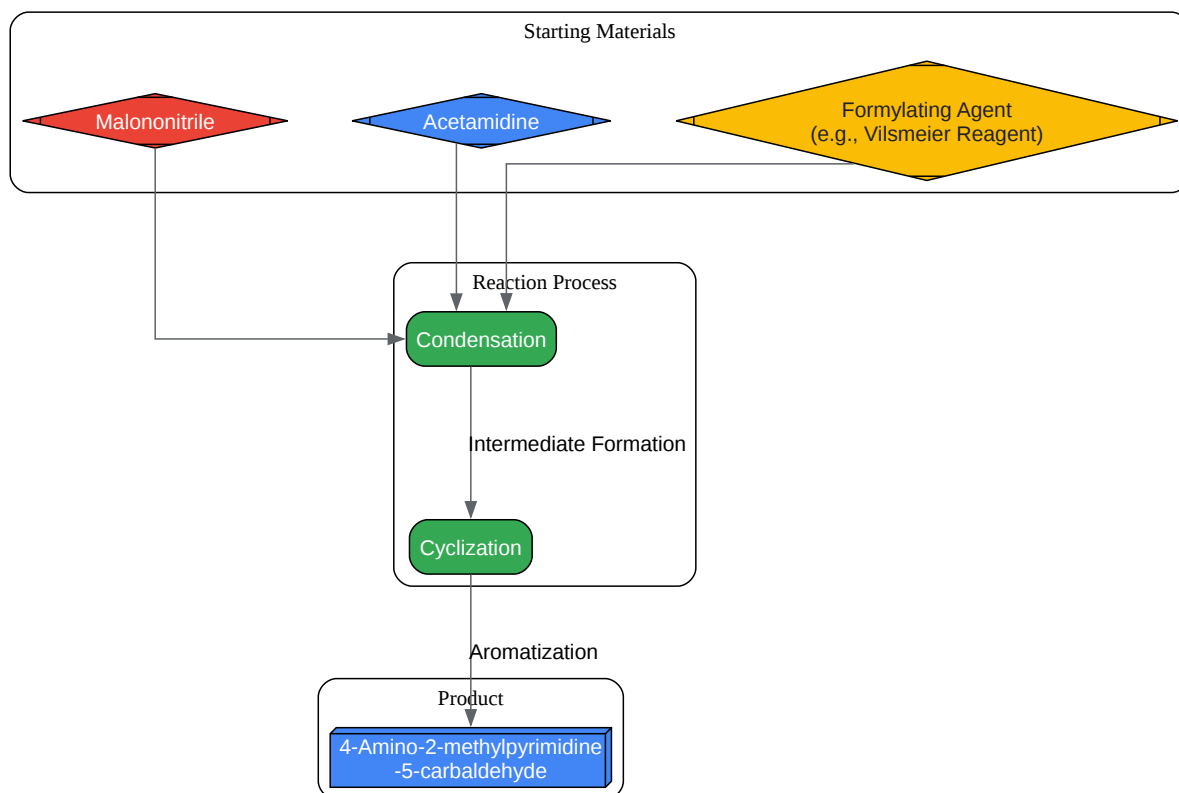 Starting Materials
Malononitrile
Acetamidine
Formylating Agent
(e.g., Vilsmeier Reagent)
Reaction Process
Condensation
Intermediate Formation
Cyclization
Aromatization
Product
4-Amino-2-methylpyrimidine
-5-carbaldehyde